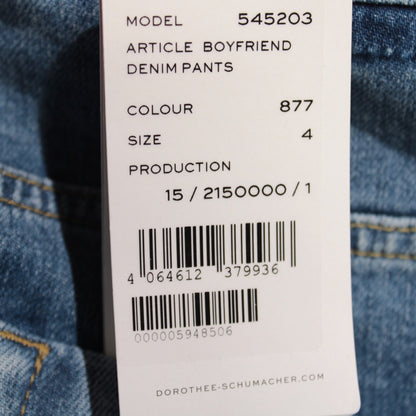 MODEL 545203
ARTICLE BOYFRIEND
DENIM PANTS
COLOUR 877
SIZE 4
PRODUCTION
15 / 2150000 / 1
4 064612 379936
000005948506
DOROTHEE-SCHUMACHER.COM